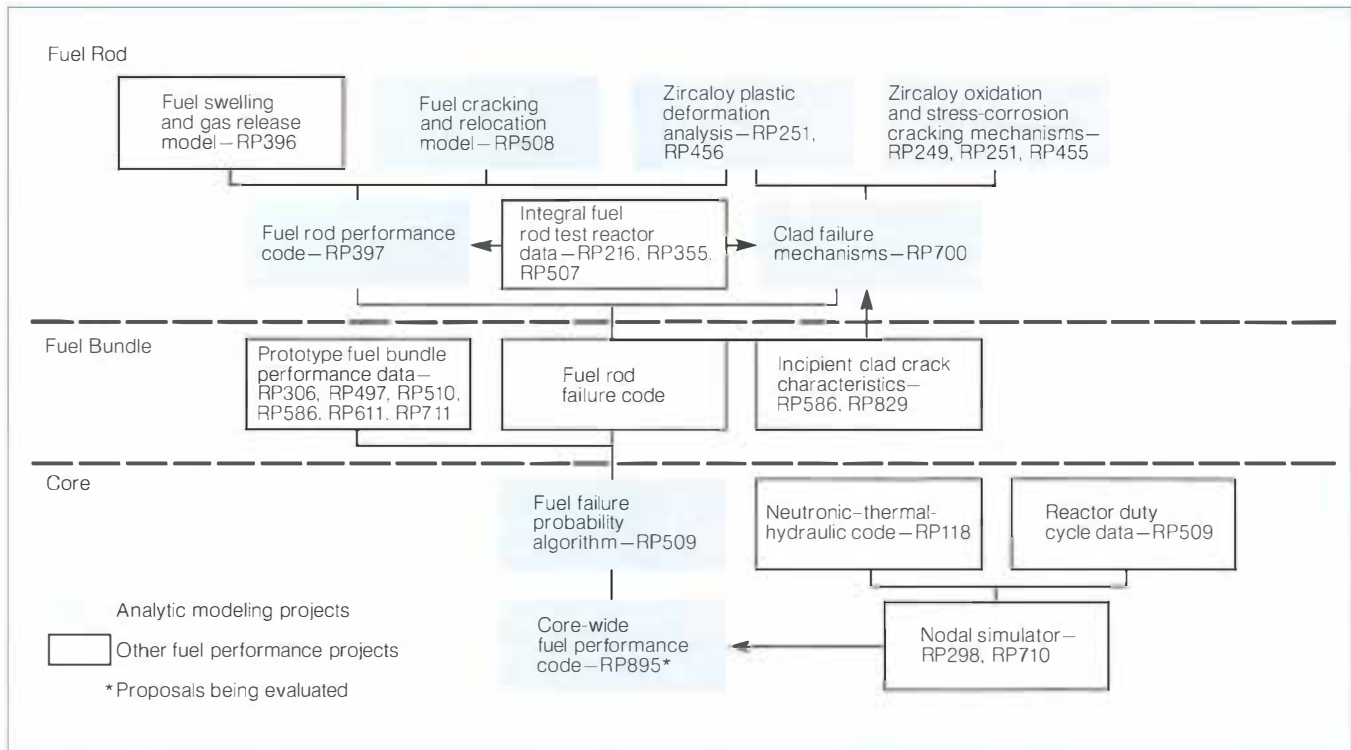 Fuel Rod
Fuel swelling
and gas release
model—RP396
Fuel cracking
and relocation
model—RP508
Zircaloy plastic
deformation
analysis—RP251,
RP456
Zircaloy oxidation
and stress-corrosion
cracking mechanisms—
RP249, RP251, RP455
Fuel rod performance
code—RP397
Integral fuel
rod test reactor
data—RP216, RP355,
RP507
Clad failure
mechanisms—RP700
Fuel Bundle
Prototype fuel bundle
performance data—
RP306, RP497, RP510,
RP586, RP611, RP711
Fuel rod
failure code
Incipient clad crack
characteristics—
RP586, RP829
Core
Fuel failure
probability
algorithm—RP509
Neutronic–thermal-
hydraulic code—RP118
Reactor duty
cycle data—RP509
Core-wide
fuel performance
code—RP895*
Nodal simulator—
RP298, RP710
Analytic modeling projects
Other fuel performance projects
*Proposals being evaluated